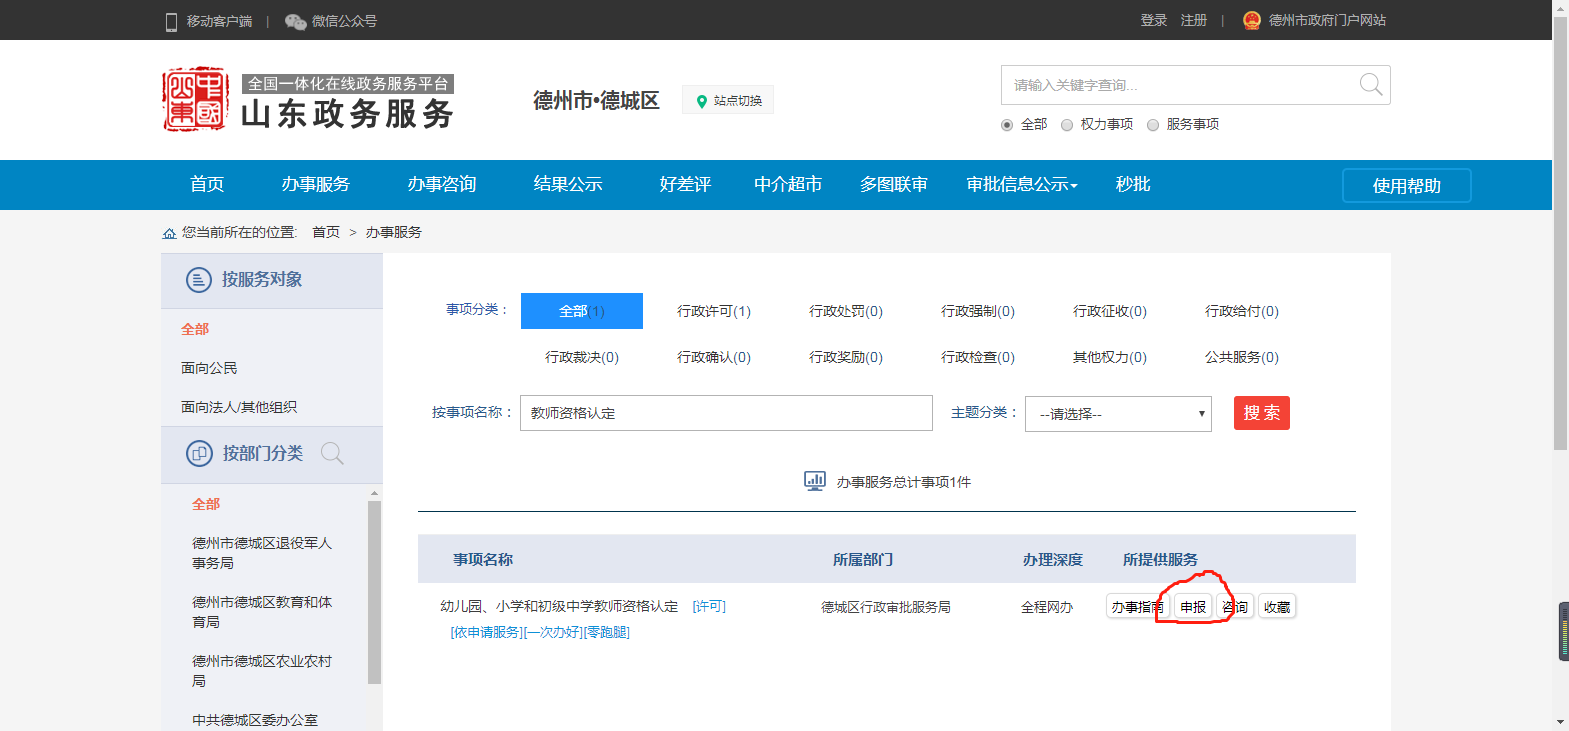 移动客户端 | 微信公众号 登录 注册 | 德州市政府门户网站
山东 中国
全国一体化在线政务服务平台
山东政务服务
德州市•德城区 站点切换
请输入关键字查询...
全部 权力事项 服务事项
首页 办事服务 办事咨询 结果公示 好差评 中介超市 多图联审 审批信息公示 秒批 使用帮助
您当前所在的位置: 首页 > 办事服务
按服务对象
全部
面向公民
面向法人/其他组织
按部门分类
全部
德州市德城区退役军人
事务局
德州市德城区教育和体
育局
德州市德城区农业农村
局
中共德城区委办公室
事项分类： 全部(1) 行政许可(1) 行政处罚(0) 行政强制(0) 行政征收(0) 行政给付(0)
行政裁决(0) 行政确认(0) 行政奖励(0) 行政检查(0) 其他权力(0) 公共服务(0)
按事项名称： 教师资格认定 主题分类： --请选择-- 搜 索
办事服务总计事项1件
事项名称 所属部门 办理深度 所提供服务
幼儿园、小学和初级中学教师资格认定 [许可] 德城区行政审批服务局 全程网办 办事指南 申报 咨询 收藏
[依申请服务][一次办好][零跑腿]